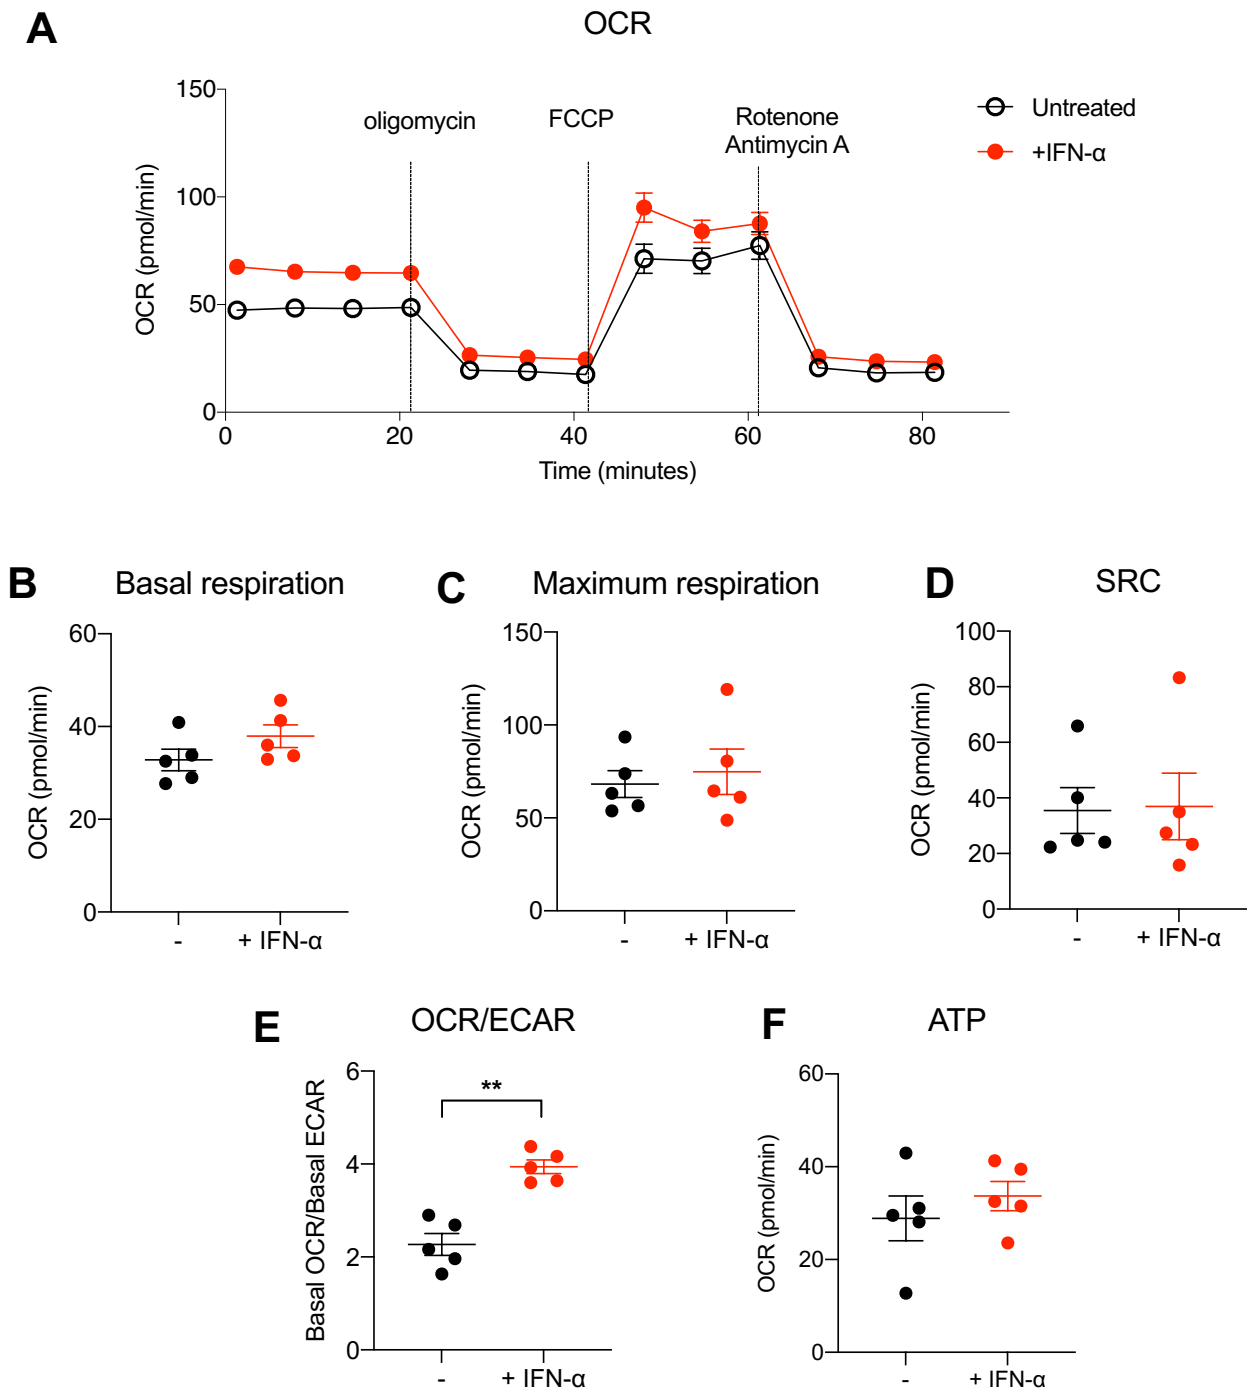 A
OCR
OCR (pmol/min)
150
100
50
0
oligomycin
FCCP
Rotenone
Antimycin A
Untreated
+IFN-α
0
20
40
60
80
Time (minutes)
B
Basal respiration
OCR (pmol/min)
60
40
20
0
-
+ IFN-α
C
Maximum respiration
OCR (pmol/min)
150
100
50
0
-
+ IFN-α
D
SRC
OCR (pmol/min)
100
80
60
40
20
0
-
+ IFN-α
E
OCR/ECAR
Basal OCR/Basal ECAR
6
4
2
0
**
-
+ IFN-α
F
ATP
OCR (pmol/min)
60
40
20
0
-
+ IFN-α